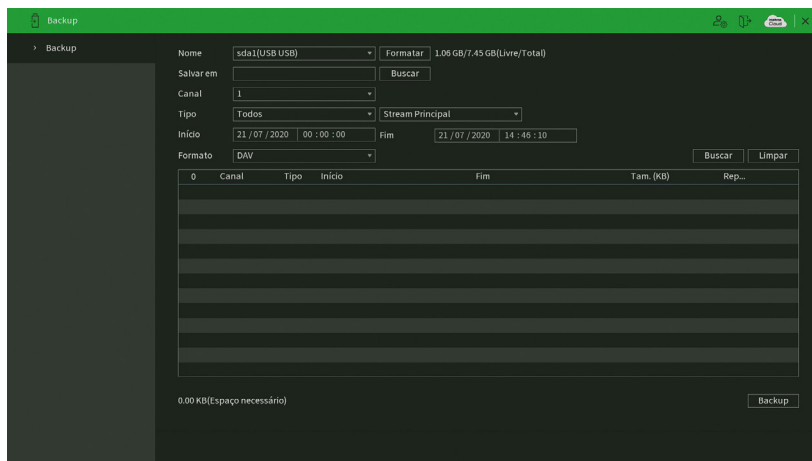 Backup
Backup
Nome sda1(USB USB) Formatar 1.06 GB/7.45 GB(Livre/Total)
Salvar em Buscar
Canal 1
Tipo Todos Stream Principal
Início 21 / 07 / 2020 00 : 00 : 00 Fim 21 / 07 / 2020 14 : 46 : 10
Formato DAV Buscar Limpar
0 Canal Tipo Início Fim Tam. (KB) Rep...
0.00 KB(Espaço necessário) Backup